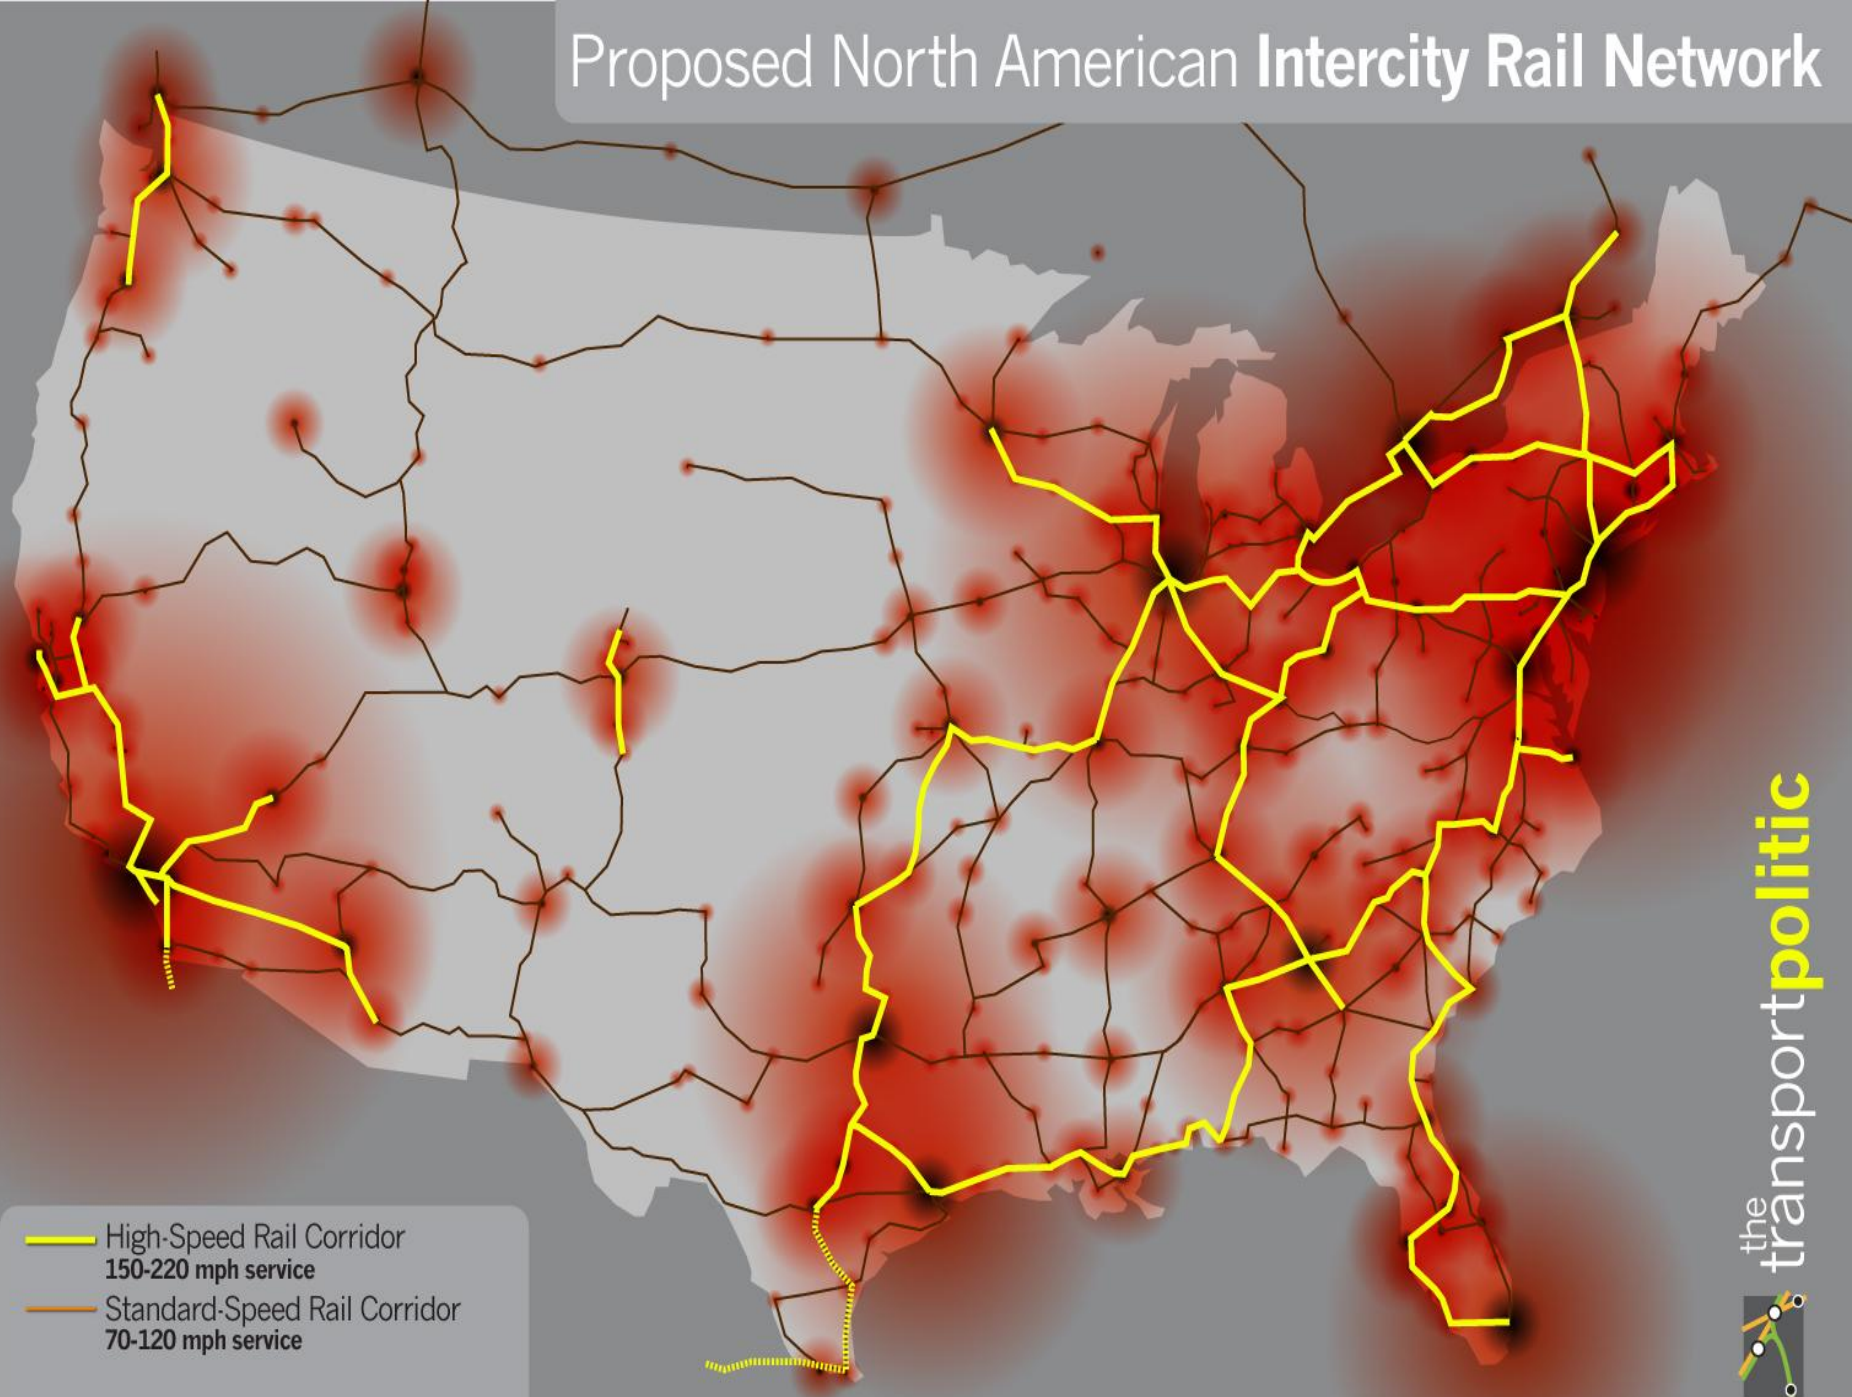 Proposed North American Intercity Rail Network
High-Speed Rail Corridor
150-220 mph service
Standard-Speed Rail Corridor
70-120 mph service
the
transportpolitic